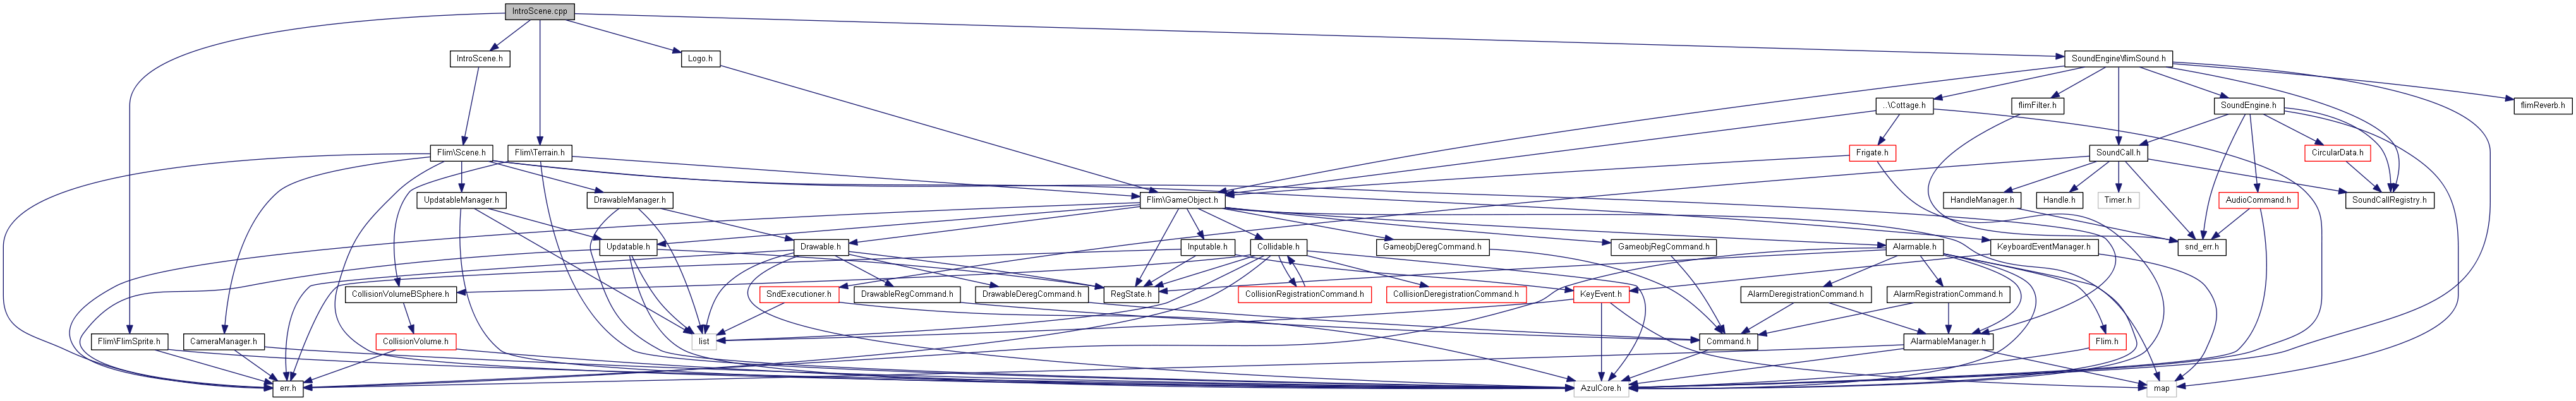 IntroScene.cpp
IntroScene.h
Logo.h
SoundEngine\flimSound.h
..\Cottage.h
flimFilter.h
SoundEngine.h
flimReverb.h
Flim\Scene.h
Flim\Terrain.h
Frigate.h
SoundCall.h
CircularData.h
UpdatableManager.h
DrawableManager.h
Flim\GameObject.h
HandleManager.h
Handle.h
Timer.h
AudioCommand.h
SoundCallRegistry.h
Updatable.h
Drawable.h
Inputable.h
Collidable.h
GameobjDeregCommand.h
GameobjRegCommand.h
Alarmable.h
KeyboardEventManager.h
snd_err.h
CollisionVolumeBSphere.h
SndExecutioner.h
DrawableRegCommand.h
DrawableDeregCommand.h
RegState.h
CollisionRegistrationCommand.h
CollisionDeregistrationCommand.h
KeyEvent.h
AlarmDeregistrationCommand.h
AlarmRegistrationCommand.h
Flim\FlimSprite.h
CameraManager.h
CollisionVolume.h
list
Command.h
AlarmableManager.h
Flim.h
err.h
AzulCore.h
map